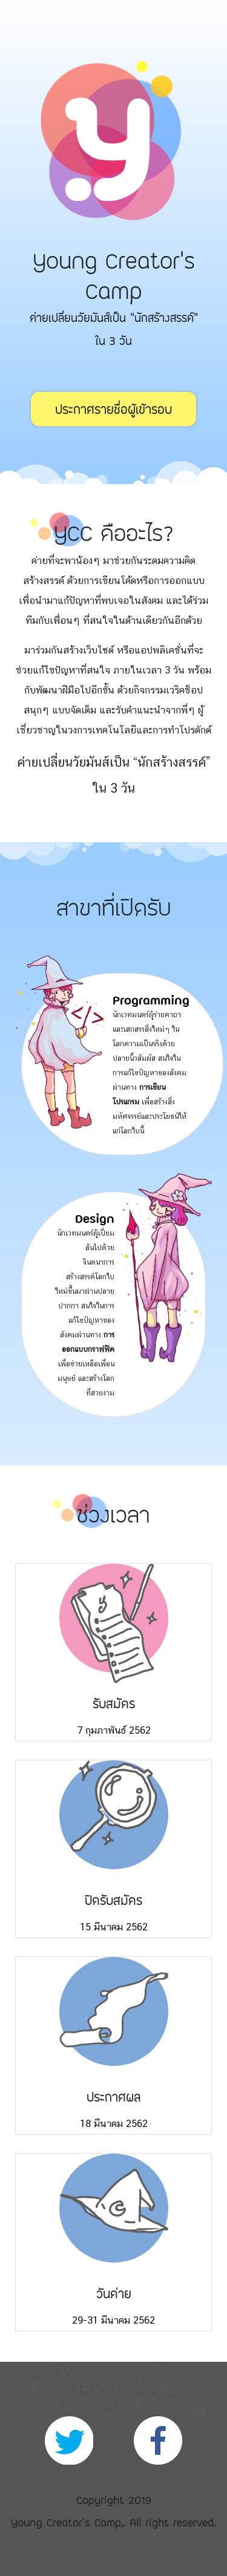 Young Creator's
Camp
ค่ายเปลี่ยนวัยมันส์เป็น "นักสร้างสรรค์"
ใน 3 วัน
ประกาศรายชื่อผู้เข้ารอบ
YCC คืออะไร?
ค่ายที่จะพาน้องๆ มาช่วยกันระดมความคิด
สร้างสรรค์ ด้วยการเขียนโค้ดหรือการออกแบบ
เพื่อนำมาแก้ปัญหาที่พบเจอในสังคม และได้ร่วม
ทีมกับเพื่อนๆ ที่สนใจในด้านเดียวกันอีกด้วย
มาร่วมกันสร้างเว็บไซต์ หรือแอปพลิเคชั่นที่จะ
ช่วยแก้ไขปัญหาที่สนใจ ภายในเวลา 3 วัน พร้อม
กับพัฒนาฝีมือไปอีกขั้น ด้วยกิจกรรมเวริคช็อป
สนุกๆ แบบจัดเต็ม และรับคำแนะนำจากพี่ๆ ผู้
เชี่ยวชาญในวงการเทคโนโลยีและการทำโปรดักต์
ค่ายเปลี่ยนวัยมันส์เป็น “นักสร้างสรรค์”
ใน 3 วัน
สาขาที่เปิดรับ
</>
Programming
นักเวทมนตร์ผู้ร่ายคาถา
และเสกสรรสิ่งใหม่ๆ ใน
โลกความเป็นจริงด้วย
ปลายนิ้วสัมผัส สนใจใน
การแก้ไขปัญหาของสังคม
ผ่านทาง การเขียน
โปรแกรม เพื่อสร้างสิ่ง
มหัศจรรย์และประโยชน์ให้
แก่โลกใบนี้
Design
นักเวทมนตร์ผู้เปี่ยม
ล้นไปด้วย
จินตนาการ
สร้างสรรค์โลกใบ
ใหม่ขึ้นมาผ่านปลาย
ปากกา สนใจในการ
แก้ไขปัญหาของ
สังคมผ่านทาง การ
ออกแบบกราฟฟิค
เพื่อช่วยเหลือเพื่อน
มนุษย์ และสร้างโลก
ที่สวยงาม
ช่วงเวลา
รับสมัคร
7 กุมภาพันธ์ 2562
ปิดรับสมัคร
15 มีนาคม 2562
ประกาศผล
18 มีนาคม 2562
วันค่าย
29-31 มีนาคม 2562
Copyright 2019
Young Creator's Camp,. All right reserved.